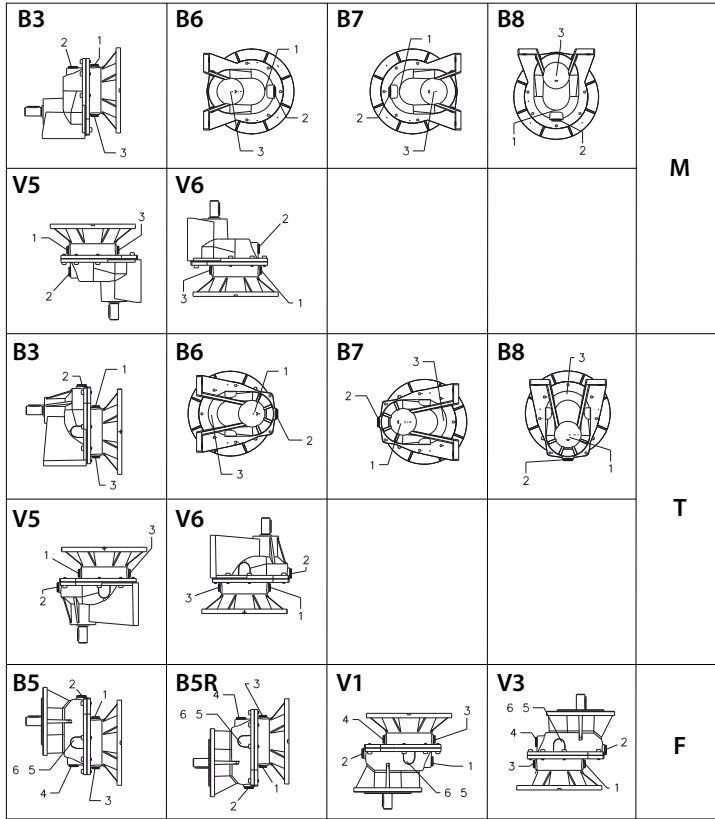 B3 B6 B7 B8
2 1 3
1 2 3
1 2 3
3 1 2
M
V5 V6
1 3 2
2 3 1
B3 B6 B7 B8
2 1 3
1 2 3
3 2 1
3 1 2
T
V5 V6
1 3 2
2 3 1
B5 B5R V1 V3
2 1 6 5 4 3
4 3 6 5 1 2
4 3 2 1 6 5
6 5 4 2 3 1
F